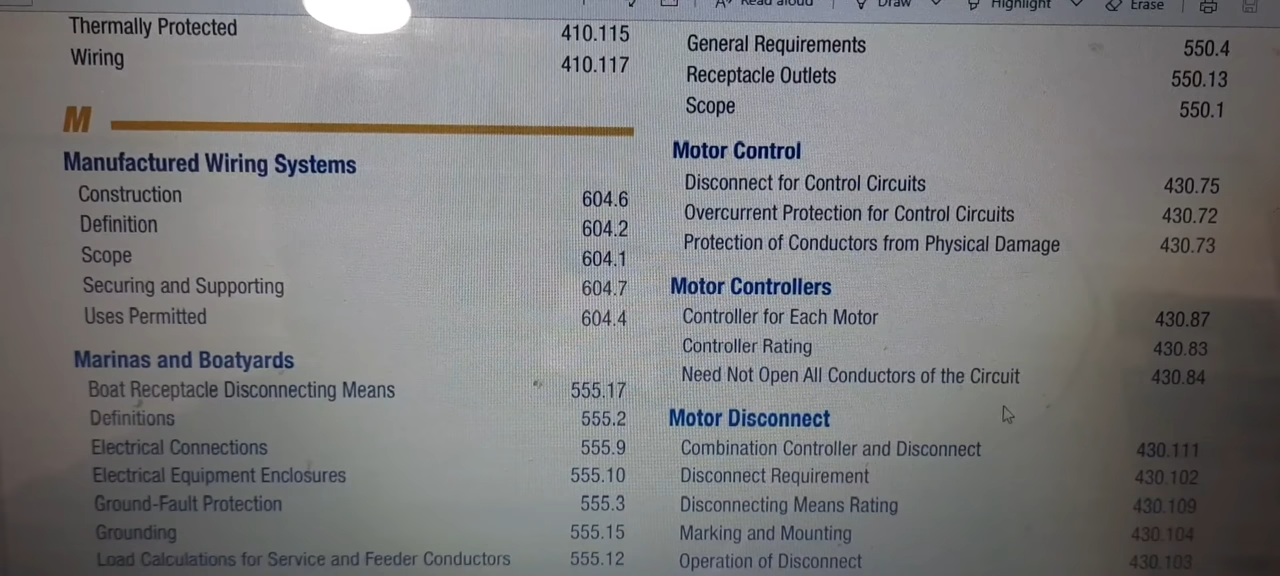 Read aloud
Draw
Highlight
Erase
Thermally Protected 410.115
Wiring 410.117
M
Manufactured Wiring Systems
Construction 604.6
Definition 604.2
Scope 604.1
Securing and Supporting 604.7
Uses Permitted 604.4
Marinas and Boatyards
Boat Receptacle Disconnecting Means 555.17
Definitions 555.2
Electrical Connections 555.9
Electrical Equipment Enclosures 555.10
Ground-Fault Protection 555.3
Grounding 555.15
Load Calculations for Service and Feeder Conductors 555.12
General Requirements 550.4
Receptacle Outlets 550.13
Scope 550.1
Motor Control
Disconnect for Control Circuits 430.75
Overcurrent Protection for Control Circuits 430.72
Protection of Conductors from Physical Damage 430.73
Motor Controllers
Controller for Each Motor 430.87
Controller Rating 430.83
Need Not Open All Conductors of the Circuit 430.84
Motor Disconnect
Combination Controller and Disconnect 430.111
Disconnect Requirement 430.102
Disconnecting Means Rating 430.109
Marking and Mounting 430.104
Operation of Disconnect 430.103